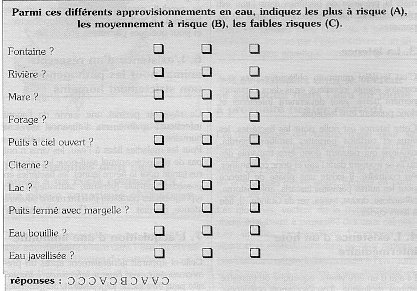 Parmi ces différents approvisionnements en eau, indiquez les plus à risque (A),
les moyennement à risque (B), les faibles risques (C).
Fontaine ?
Rivière ?
Mare ?
Forage ?
Puits à ciel ouvert ?
Citerne ?
Lac ?
Puits fermé avec margelle ?
Eau bouillie ?
Eau javellisée ?
réponses : CAACBCACCC